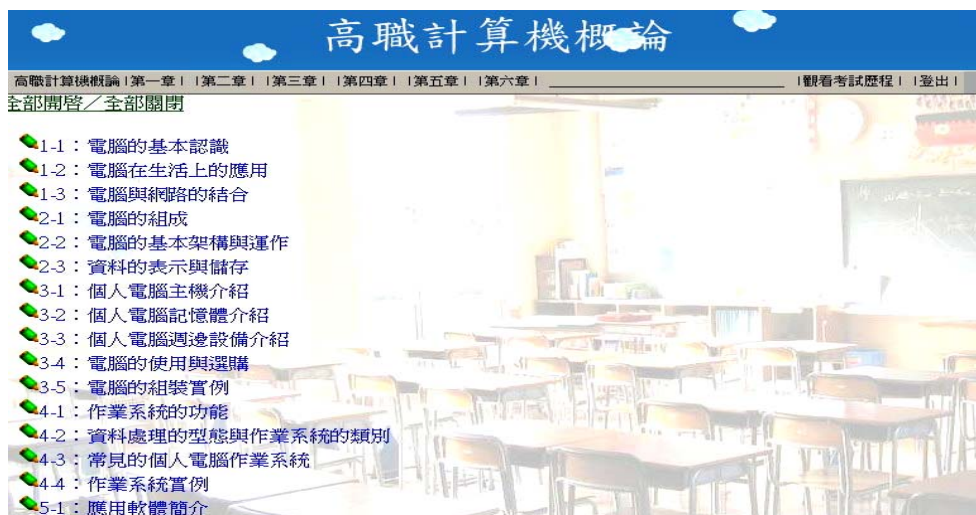 高職計算機概論
高職計算機概論|第一章| |第二章| |第三章| |第四章| |第五章| |第六章| |觀看考試歷程| |登出|
全部開啓／全部關閉
1-1：電腦的基本認識
1-2：電腦在生活上的應用
1-3：電腦與網路的結合
2-1：電腦的組成
2-2：電腦的基本架構與運作
2-3：資料的表示與儲存
3-1：個人電腦主機介紹
3-2：個人電腦記憶體介紹
3-3：個人電腦週邊設備介紹
3-4：電腦的使用與選購
3-5：電腦的組裝實例
4-1：作業系統的功能
4-2：資料處理的型態與作業系統的類別
4-3：常見的個人電腦作業系統
4-4：作業系統實例
5-1：應用軟體簡介